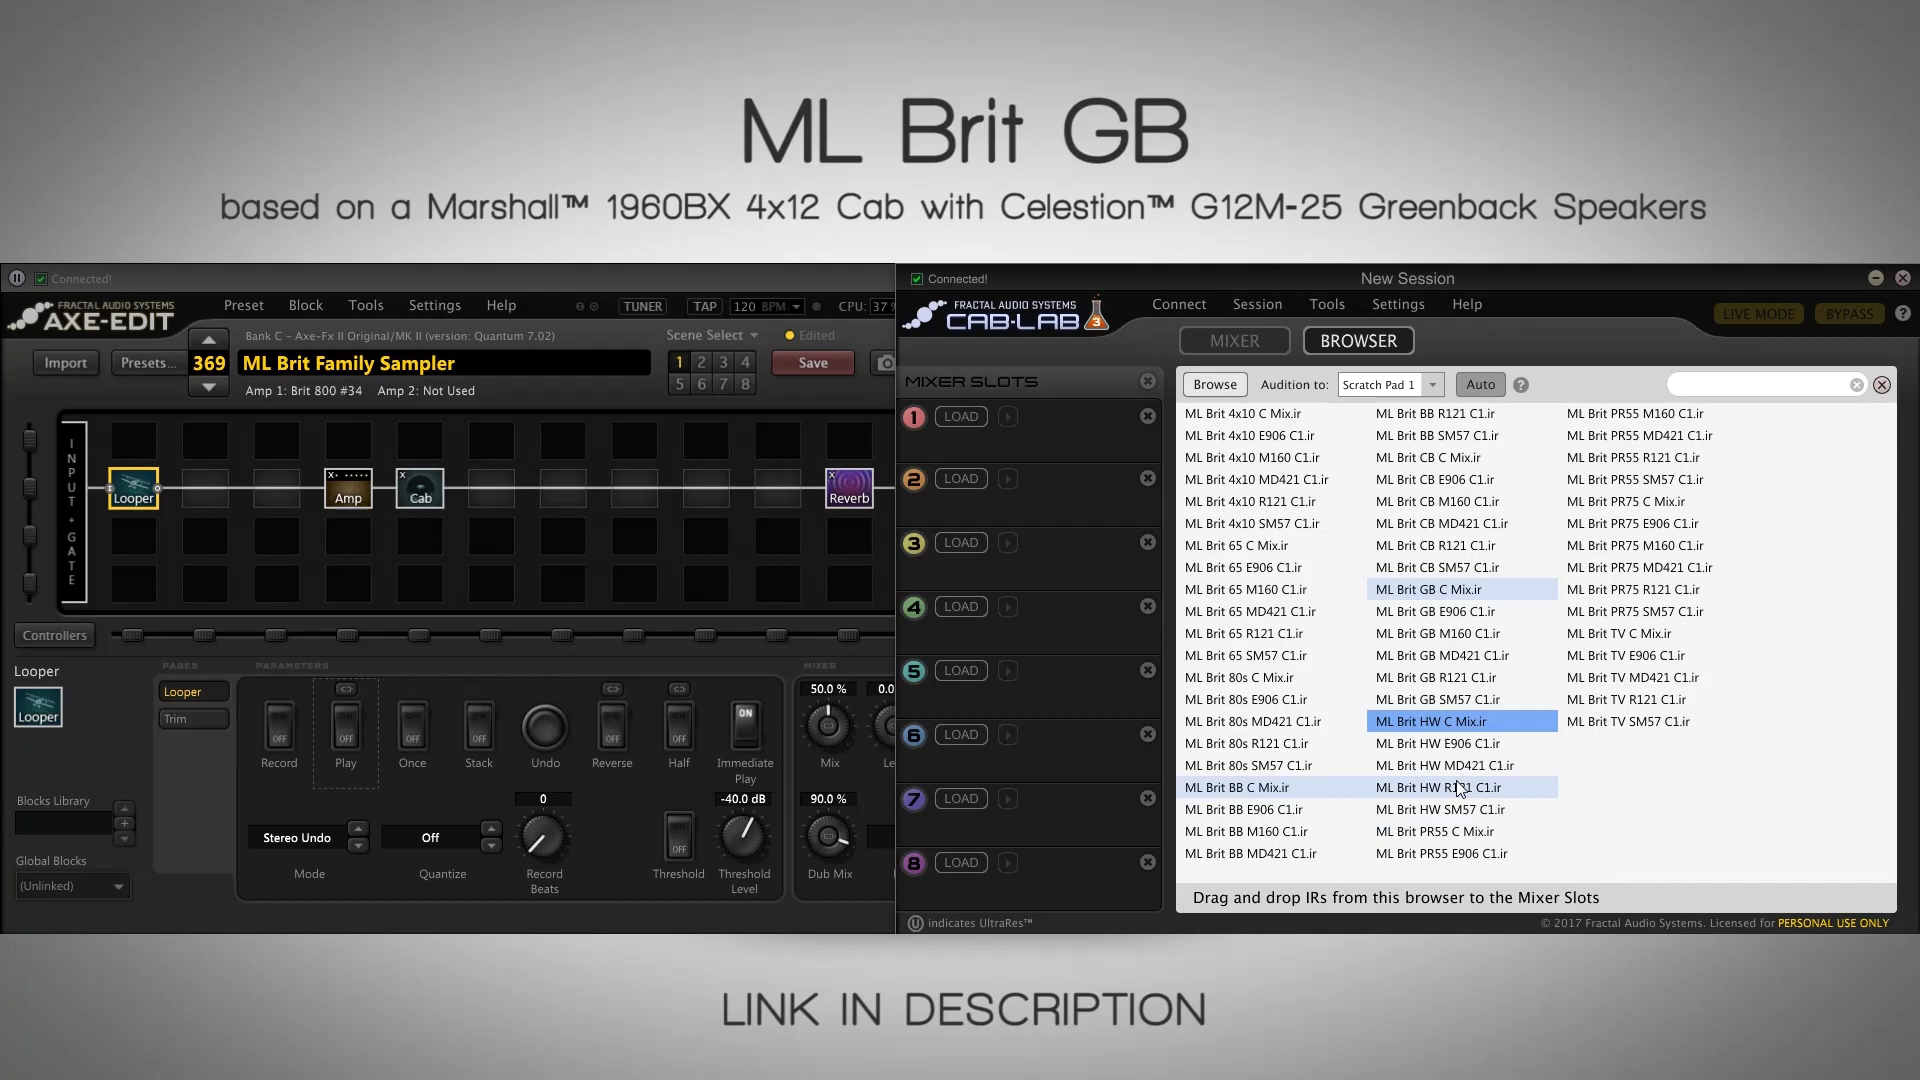 ML Brit GB
based on a Marshall™ 1960BX 4x12 Cab with Celestion™ G12M-25 Greenback Speakers
Connected!
FRACTAL AUDIO SYSTEMS
AXE-EDIT
Preset Block Tools Settings Help
TUNER TAP 120 BPM CPU: 37
Bank C - Axe-Fx II Original/MK II (version: Quantum 7.02)
Scene Select Edited
Import Presets... 369 ML Brit Family Sampler
1 2 3 4
5 6 7 8
Save
Amp 1: Brit 800 #34 Amp 2: Not Used
INPUT + GATE
Looper Amp Cab Reverb
Controllers
Looper
Looper
PAGES
Looper
Trim
PARAMETERS
MIXER
50.0 % 0.0
ON OFF
Record Play Once Stack Undo Reverse Half Immediate Play Mix Le
Blocks Library
Global Blocks
(Unlinked)
0 -40.0 dB 90.0 %
Stereo Undo Off
Mode Quantize Record Beats Threshold Threshold Level Dub Mix
Connected! New Session
FRACTAL AUDIO SYSTEMS
CAB-LAB 3
Connect Session Tools Settings Help
LIVE MODE BYPASS ?
MIXER BROWSER
MIXER SLOTS
1 LOAD
2 LOAD
3 LOAD
4 LOAD
5 LOAD
6 LOAD
7 LOAD
8 LOAD
Browse Audition to: Scratch Pad 1 Auto ?
ML Brit 4x10 C Mix.ir
ML Brit 4x10 E906 C1.ir
ML Brit 4x10 M160 C1.ir
ML Brit 4x10 MD421 C1.ir
ML Brit 4x10 R121 C1.ir
ML Brit 4x10 SM57 C1.ir
ML Brit 65 C Mix.ir
ML Brit 65 E906 C1.ir
ML Brit 65 M160 C1.ir
ML Brit 65 MD421 C1.ir
ML Brit 65 R121 C1.ir
ML Brit 65 SM57 C1.ir
ML Brit 80s C Mix.ir
ML Brit 80s E906 C1.ir
ML Brit 80s MD421 C1.ir
ML Brit 80s R121 C1.ir
ML Brit 80s SM57 C1.ir
ML Brit BB C Mix.ir
ML Brit BB E906 C1.ir
ML Brit BB M160 C1.ir
ML Brit BB MD421 C1.ir
ML Brit BB R121 C1.ir
ML Brit BB SM57 C1.ir
ML Brit CB C Mix.ir
ML Brit CB E906 C1.ir
ML Brit CB M160 C1.ir
ML Brit CB MD421 C1.ir
ML Brit CB R121 C1.ir
ML Brit CB SM57 C1.ir
ML Brit GB C Mix.ir
ML Brit GB E906 C1.ir
ML Brit GB M160 C1.ir
ML Brit GB MD421 C1.ir
ML Brit GB R121 C1.ir
ML Brit GB SM57 C1.ir
ML Brit HW C Mix.ir
ML Brit HW E906 C1.ir
ML Brit HW MD421 C1.ir
ML Brit HW R121 C1.ir
ML Brit HW SM57 C1.ir
ML Brit PR55 C Mix.ir
ML Brit PR55 E906 C1.ir
ML Brit PR55 M160 C1.ir
ML Brit PR55 MD421 C1.ir
ML Brit PR55 R121 C1.ir
ML Brit PR55 SM57 C1.ir
ML Brit PR75 C Mix.ir
ML Brit PR75 E906 C1.ir
ML Brit PR75 M160 C1.ir
ML Brit PR75 MD421 C1.ir
ML Brit PR75 R121 C1.ir
ML Brit PR75 SM57 C1.ir
ML Brit TV C Mix.ir
ML Brit TV E906 C1.ir
ML Brit TV MD421 C1.ir
ML Brit TV R121 C1.ir
ML Brit TV SM57 C1.ir
Drag and drop IRs from this browser to the Mixer Slots
U indicates UltraRes™
© 2017 Fractal Audio Systems. Licensed for PERSONAL USE ONLY
LINK IN DESCRIPTION